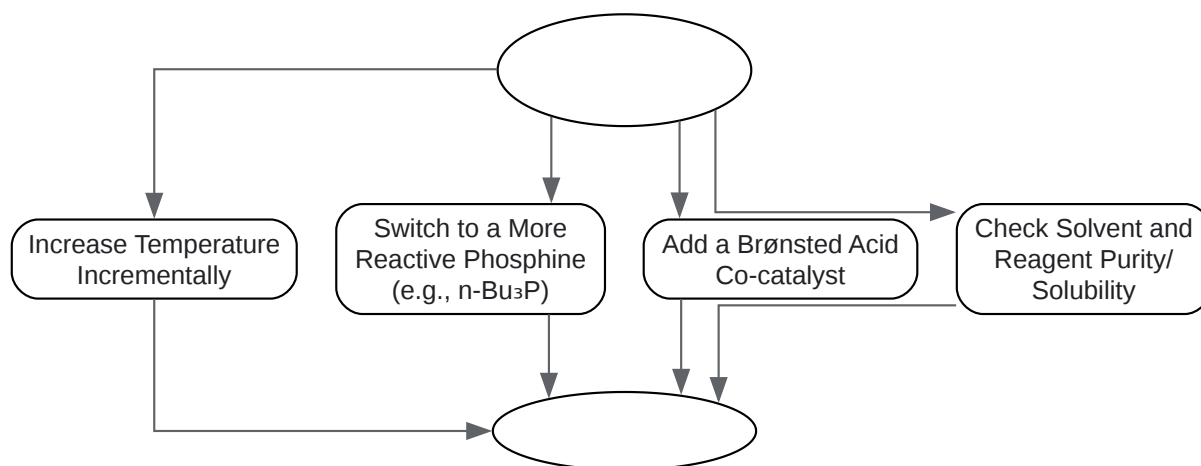 Increase Temperature
Incrementally
Switch to a More
Reactive Phosphine
(e.g., n-Bu₃P)
Add a Brønsted Acid
Co-catalyst
Check Solvent and
Reagent Purity/
Solubility